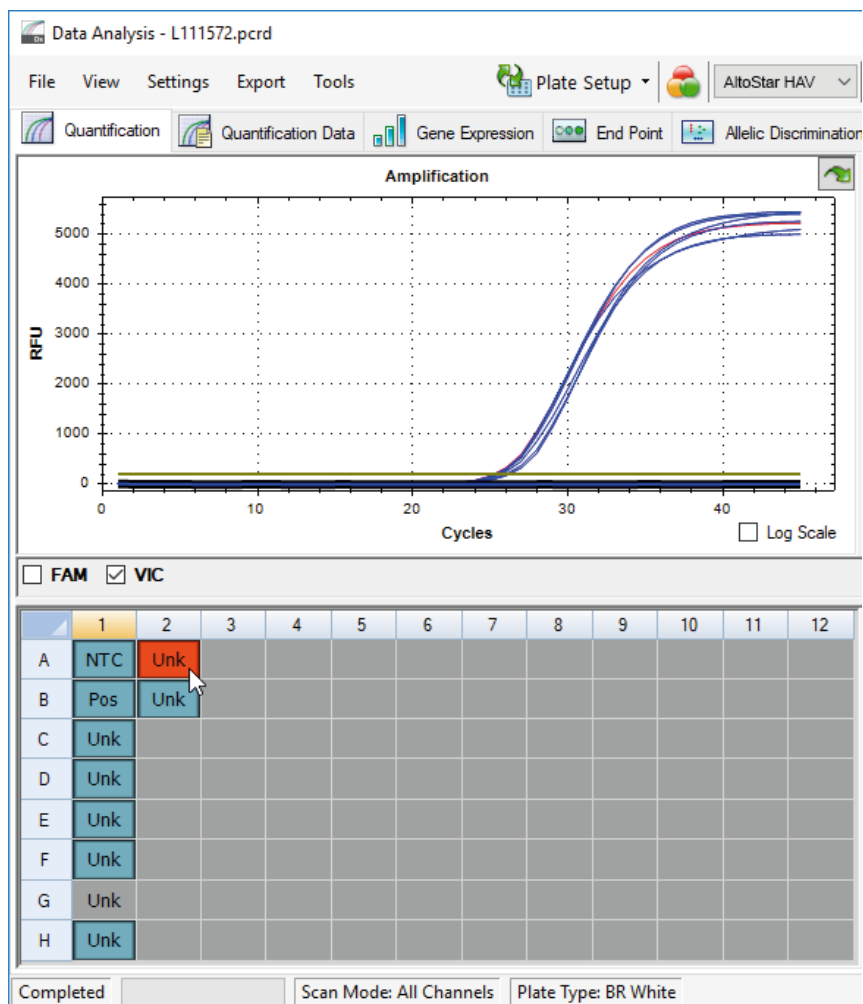 Data Analysis - L111572.pcrd
File View Settings Export Tools Plate Setup AltoStar HAV
Quantification Quantification Data Gene Expression End Point Allelic Discrimination
Amplification
5000
4000
3000
2000
1000
0
RFU
0 10 20 30 40
Cycles
Log Scale
FAM VIC
1 2 3 4 5 6 7 8 9 10 11 12
A NTC Unk
B Pos Unk
C Unk
D Unk
E Unk
F Unk
G Unk
H Unk
Completed Scan Mode: All Channels Plate Type: BR White